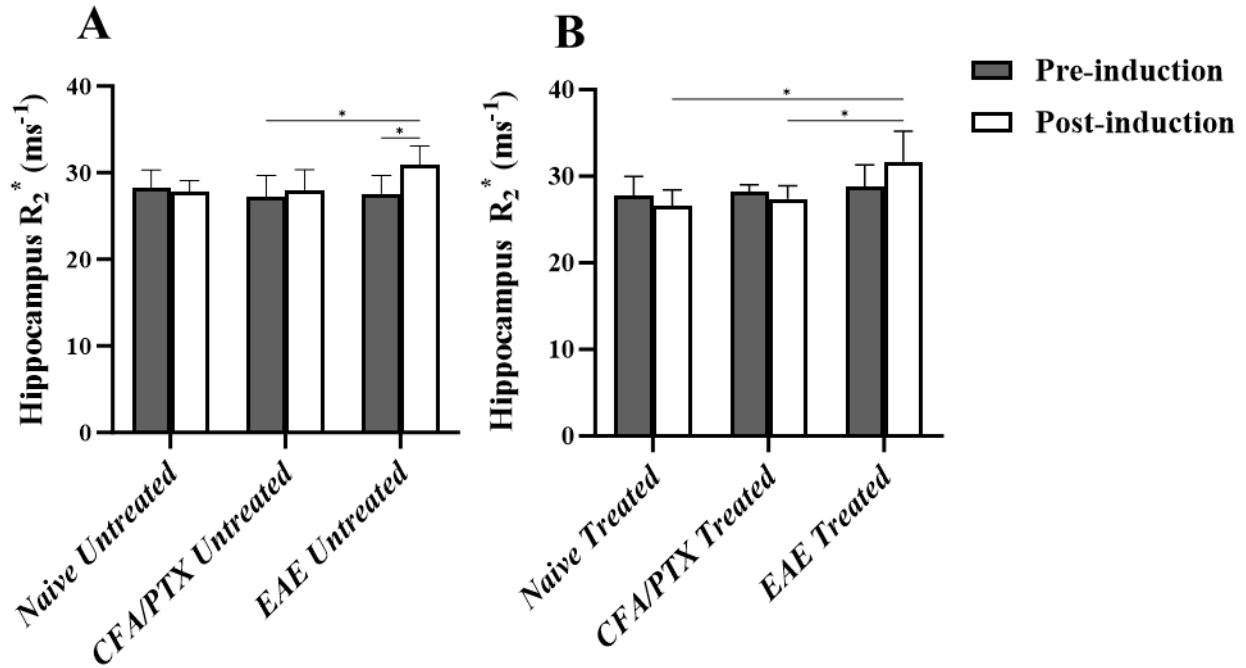 A
Hippocampus R2* (ms-1)
40
30
20
10
0
*
*
Naive Untreated
CFA/PTX Untreated
EAE Untreated
B
Hippocampus R2* (ms-1)
40
30
20
10
0
*
*
Naive Treated
CFA/PTX Treated
EAE Treated
Pre-induction
Post-induction